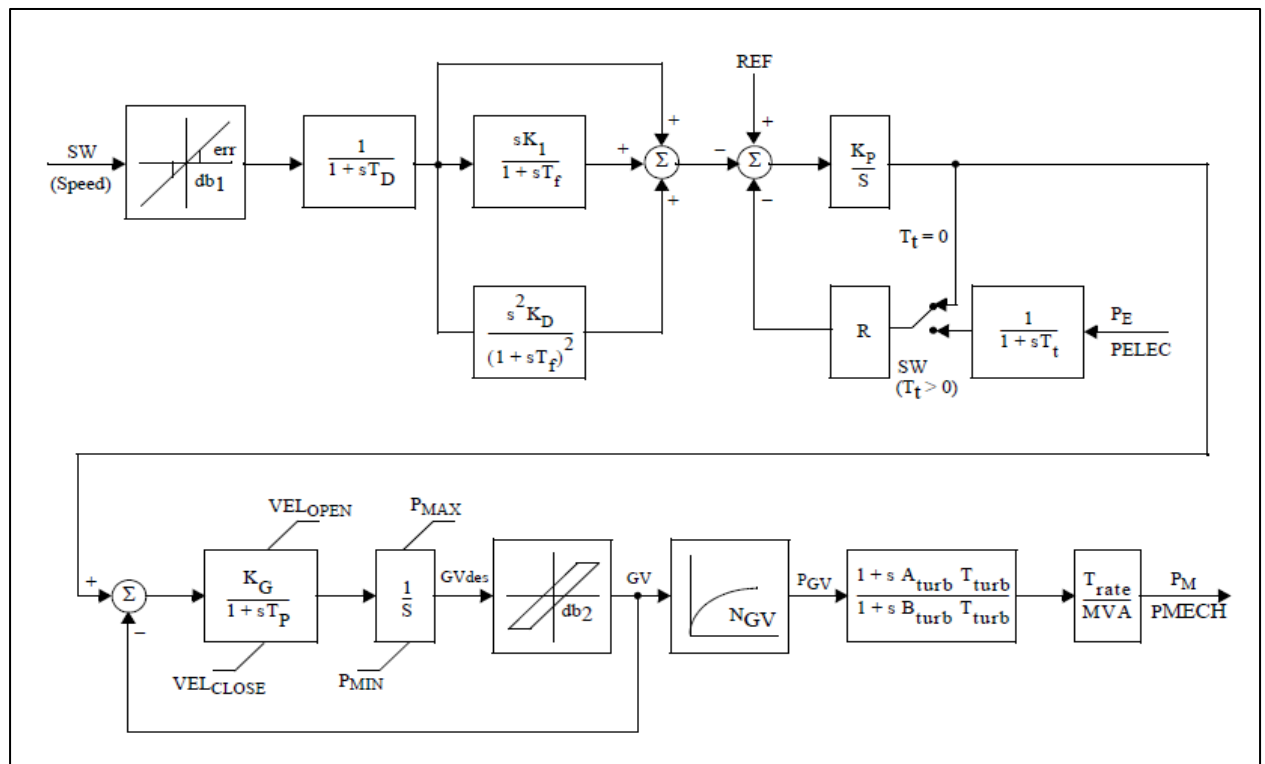 REF
SW
(Speed)
err
db1
1
1 + sTD
sK1
1 + sTf
s2KD
(1 + sTf)2
+
+
+
Σ
−
+
Σ
−
KP
S
Tt = 0
R
SW
(Tt > 0)
1
1 + sTt
PE
PELEC
+
Σ
−
VELOPEN
KG
1 + sTP
VELCLOSE
PMAX
1
S
PMIN
GVdes
db2
GV
NGV
PGV
1 + s Aturb Tturb
1 + s Bturb Tturb
Trate
MVA
PM
PMECH